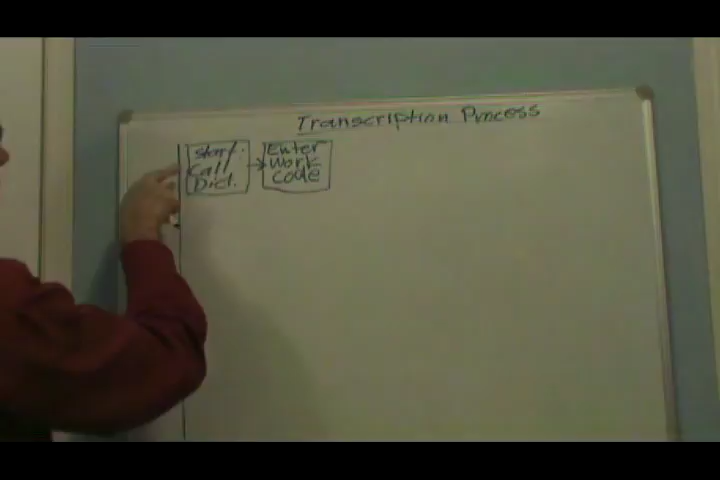 Transcription Process
Start
Call
Dict.
Enter
Work
code